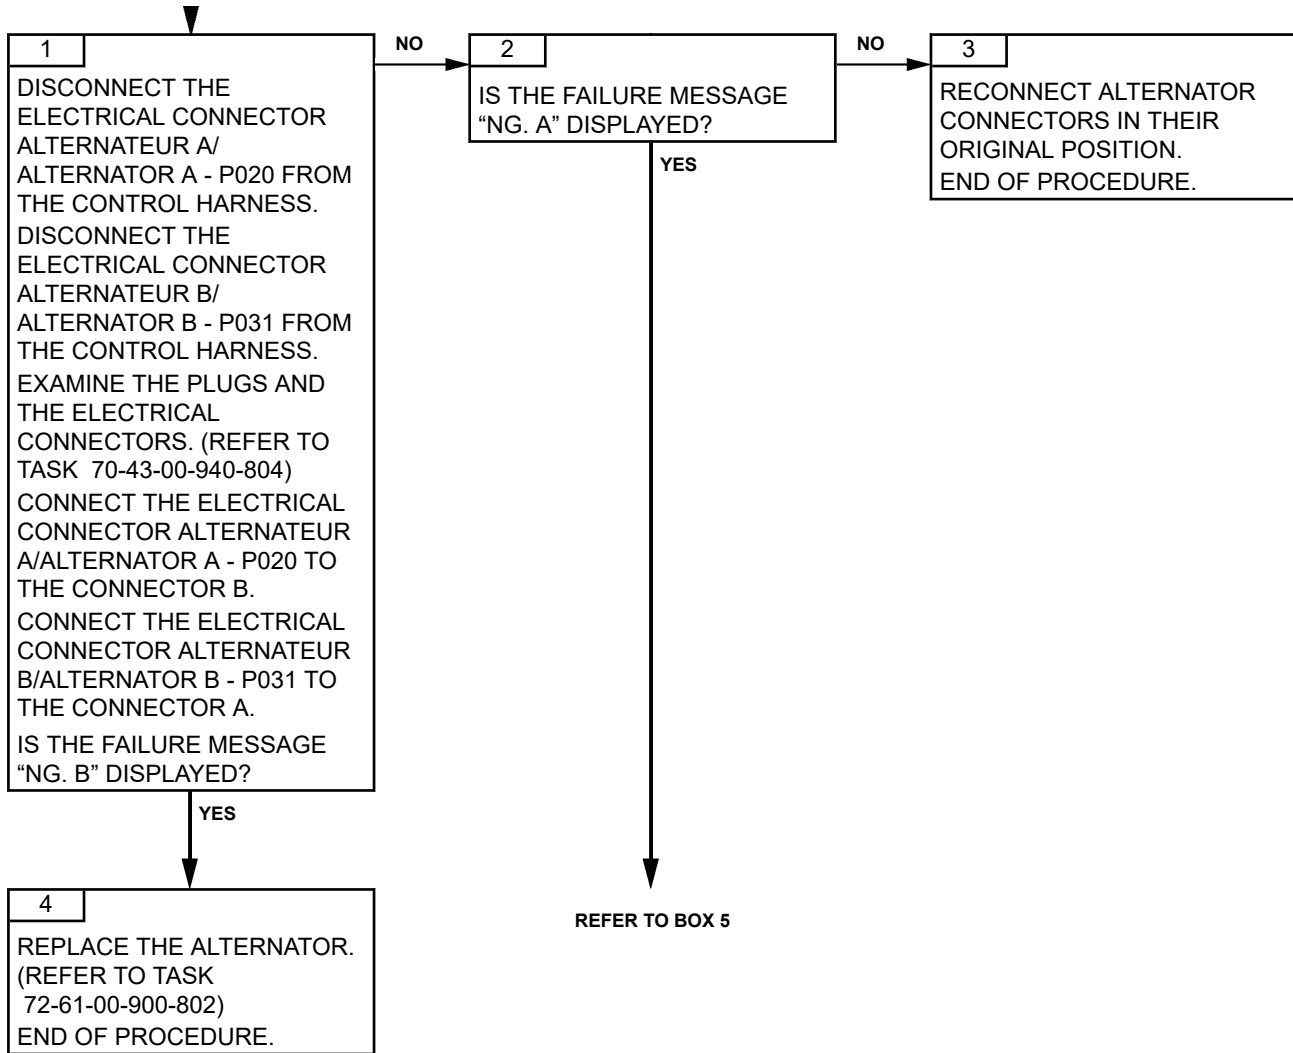 1
DISCONNECT THE
ELECTRICAL CONNECTOR
ALTERNATEUR A/
ALTERNATOR A - P020 FROM
THE CONTROL HARNESS.
DISCONNECT THE
ELECTRICAL CONNECTOR
ALTERNATEUR B/
ALTERNATOR B - P031 FROM
THE CONTROL HARNESS.
EXAMINE THE PLUGS AND
THE ELECTRICAL
CONNECTORS. (REFER TO
TASK 70-43-00-940-804)
CONNECT THE ELECTRICAL
CONNECTOR ALTERNATEUR
A/ALTERNATOR A - P020 TO
THE CONNECTOR B.
CONNECT THE ELECTRICAL
CONNECTOR ALTERNATEUR
B/ALTERNATOR B - P031 TO
THE CONNECTOR A.
IS THE FAILURE MESSAGE
“NG. B” DISPLAYED?
NO
2
IS THE FAILURE MESSAGE
“NG. A” DISPLAYED?
NO
3
RECONNECT ALTERNATOR
CONNECTORS IN THEIR
ORIGINAL POSITION.
END OF PROCEDURE.
YES
REFER TO BOX 5
YES
4
REPLACE THE ALTERNATOR.
(REFER TO TASK
72-61-00-900-802)
END OF PROCEDURE.